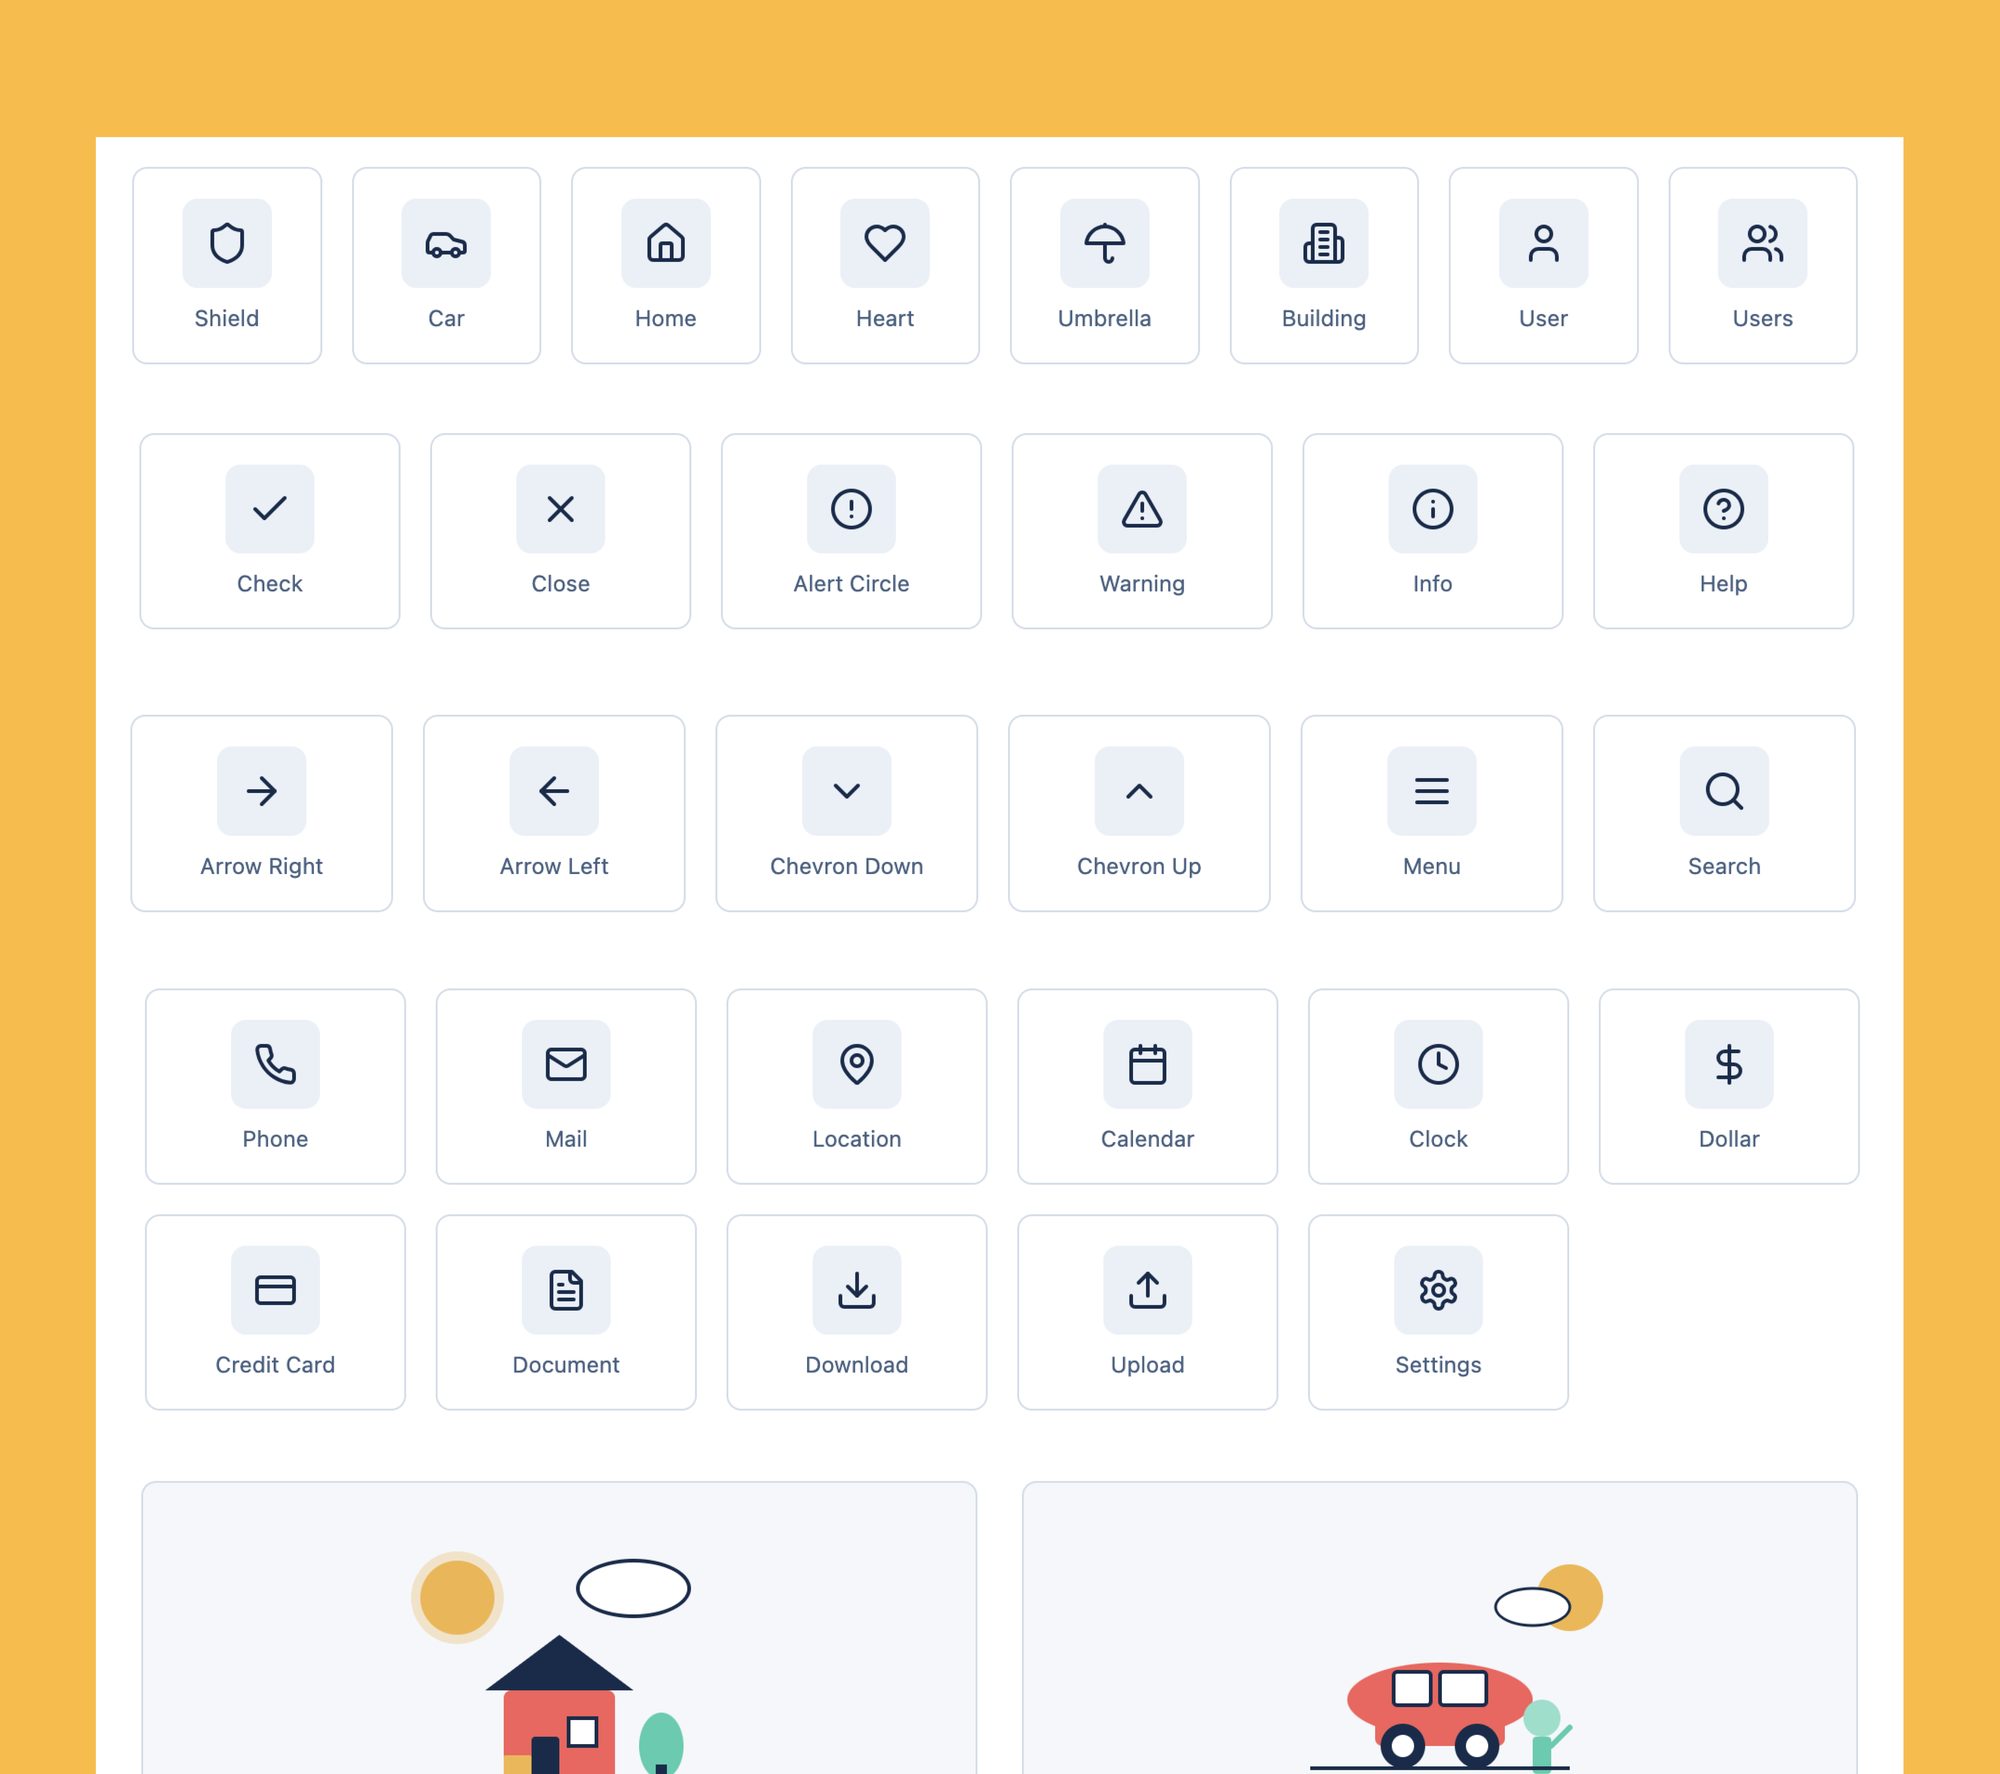 Shield
Car
Home
Heart
Umbrella
Building
User
Users
Check
Close
Alert Circle
Warning
Info
Help
Arrow Right
Arrow Left
Chevron Down
Chevron Up
Menu
Search
Phone
Mail
Location
Calendar
Clock
Dollar
Credit Card
Document
Download
Upload
Settings